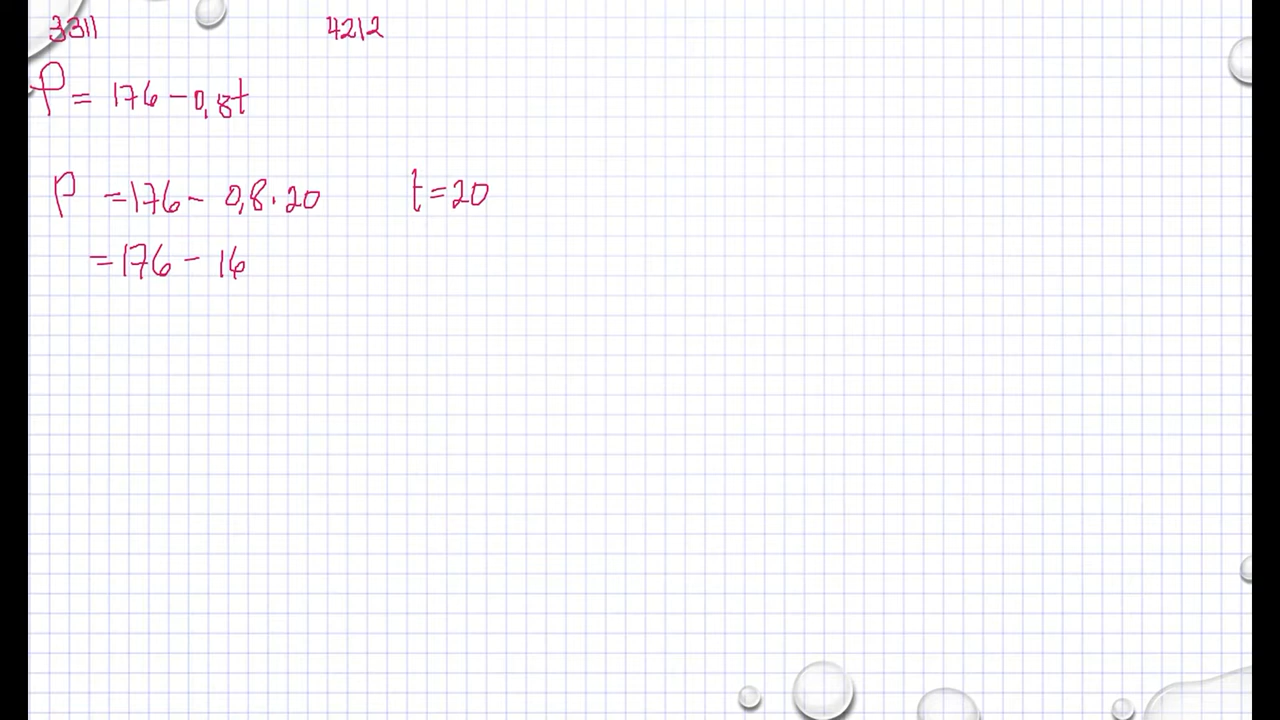 3311 4212
P = 176 - 0,8t
P = 176 - 0,8 · 20 t = 20
= 176 - 16